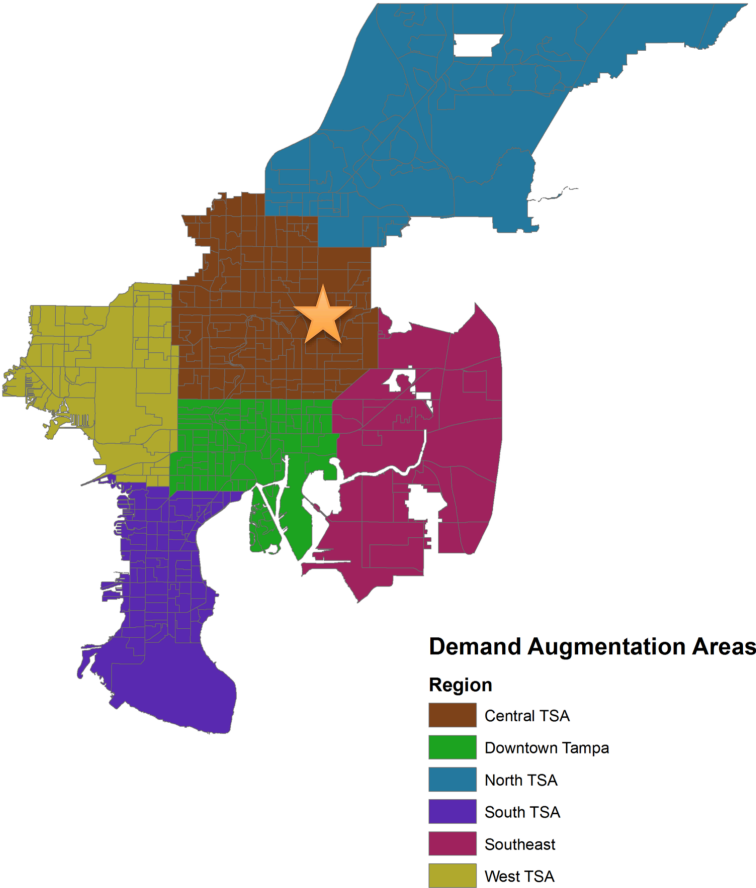 Demand Augmentation Areas
Region
Central TSA
Downtown Tampa
North TSA
South TSA
Southeast
West TSA